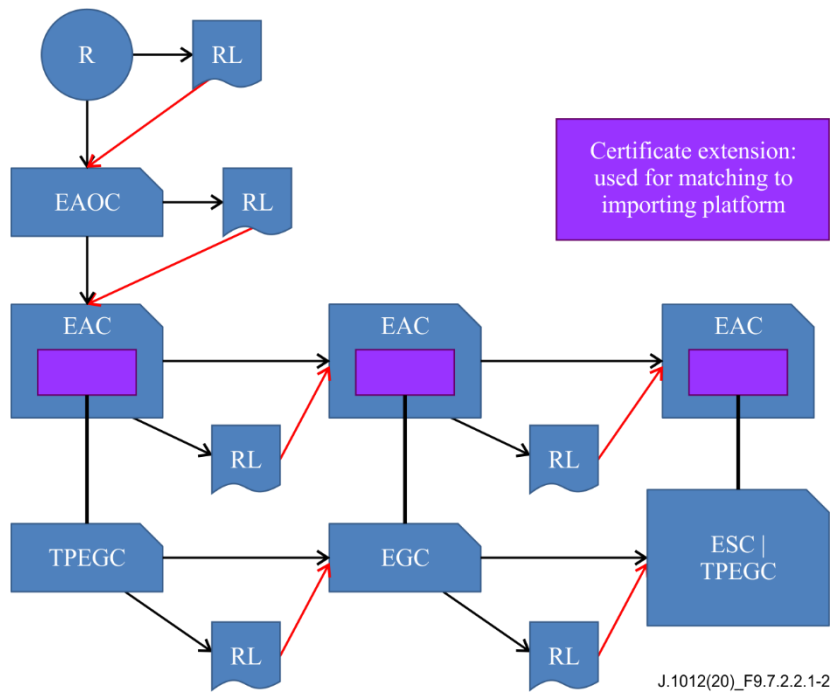 R
RL
Certificate extension:
used for matching to
importing platform
EAOC
RL
EAC
EAC
EAC
RL
RL
TPEGC
EGC
ESC |
TPEGC
RL
RL
J.1012(20)_F9.7.2.2.1-2